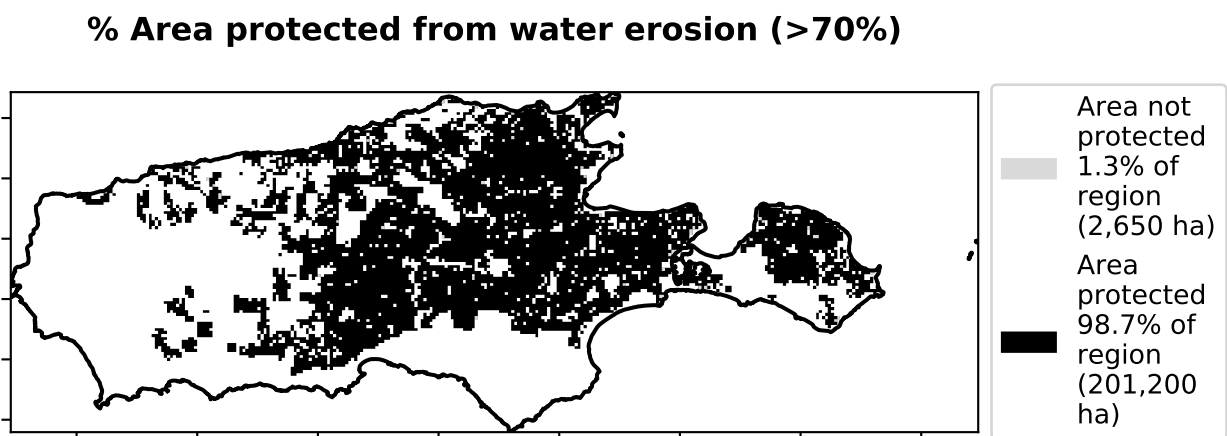 % Area protected from water erosion (>70%)
Area not
protected
1.3% of
region
(2,650 ha)
Area
protected
98.7% of
region
(201,200
ha)